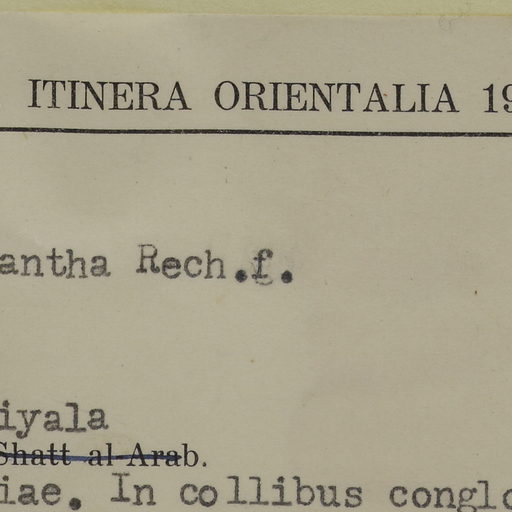 ITINERA ORIENTALIA 19
antha Rech.f.
iyala
Shatt al-Arab.
iae. In collibus conglo